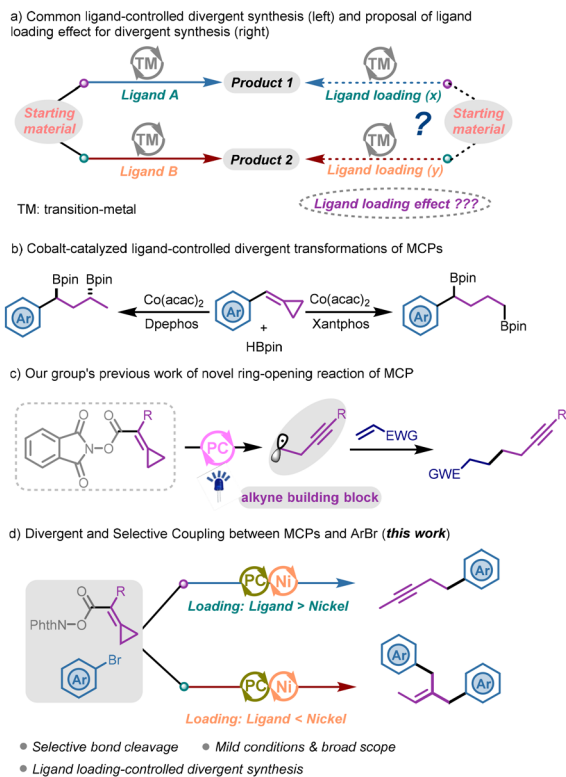 a) Common ligand-controlled divergent synthesis (left) and proposal of ligand
loading effect for divergent synthesis (right)
TM
TM
Ligand A
Product 1
Ligand loading (x)
Starting
material
TM
TM
?
Starting
material
Ligand B
Product 2
Ligand loading (y)
Ligand loading effect ???
TM: transition-metal
b) Cobalt-catalyzed ligand-controlled divergent transformations of MCPs
Bpin Bpin
Ar
Co(acac)2
Dpephos
Ar
+
HBpin
Co(acac)2
Xantphos
Bpin
Ar
Bpin
c) Our group's previous work of novel ring-opening reaction of MCP
O
N
O
O
O
R
PC
R
alkyne building block
EWG
GWE
R
d) Divergent and Selective Coupling between MCPs and ArBr (this work)
O
R
PhthN
O
Br
Ar
PC Ni
Loading: Ligand > Nickel
Ar
PC Ni
Loading: Ligand < Nickel
Ar
Ar
Selective bond cleavage
Mild conditions & broad scope
Ligand loading-controlled divergent synthesis